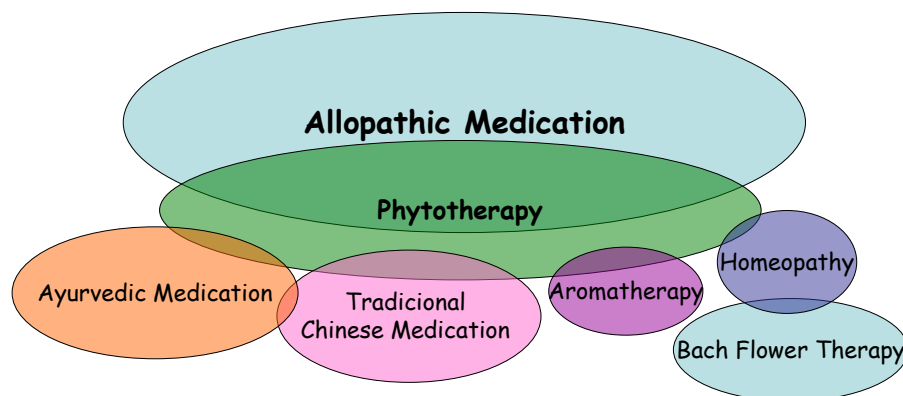 Allopathic Medication
Phytotherapy
Ayurvedic Medication
Tradicional
Chinese Medication
Aromatherapy
Homeopathy
Bach Flower Therapy